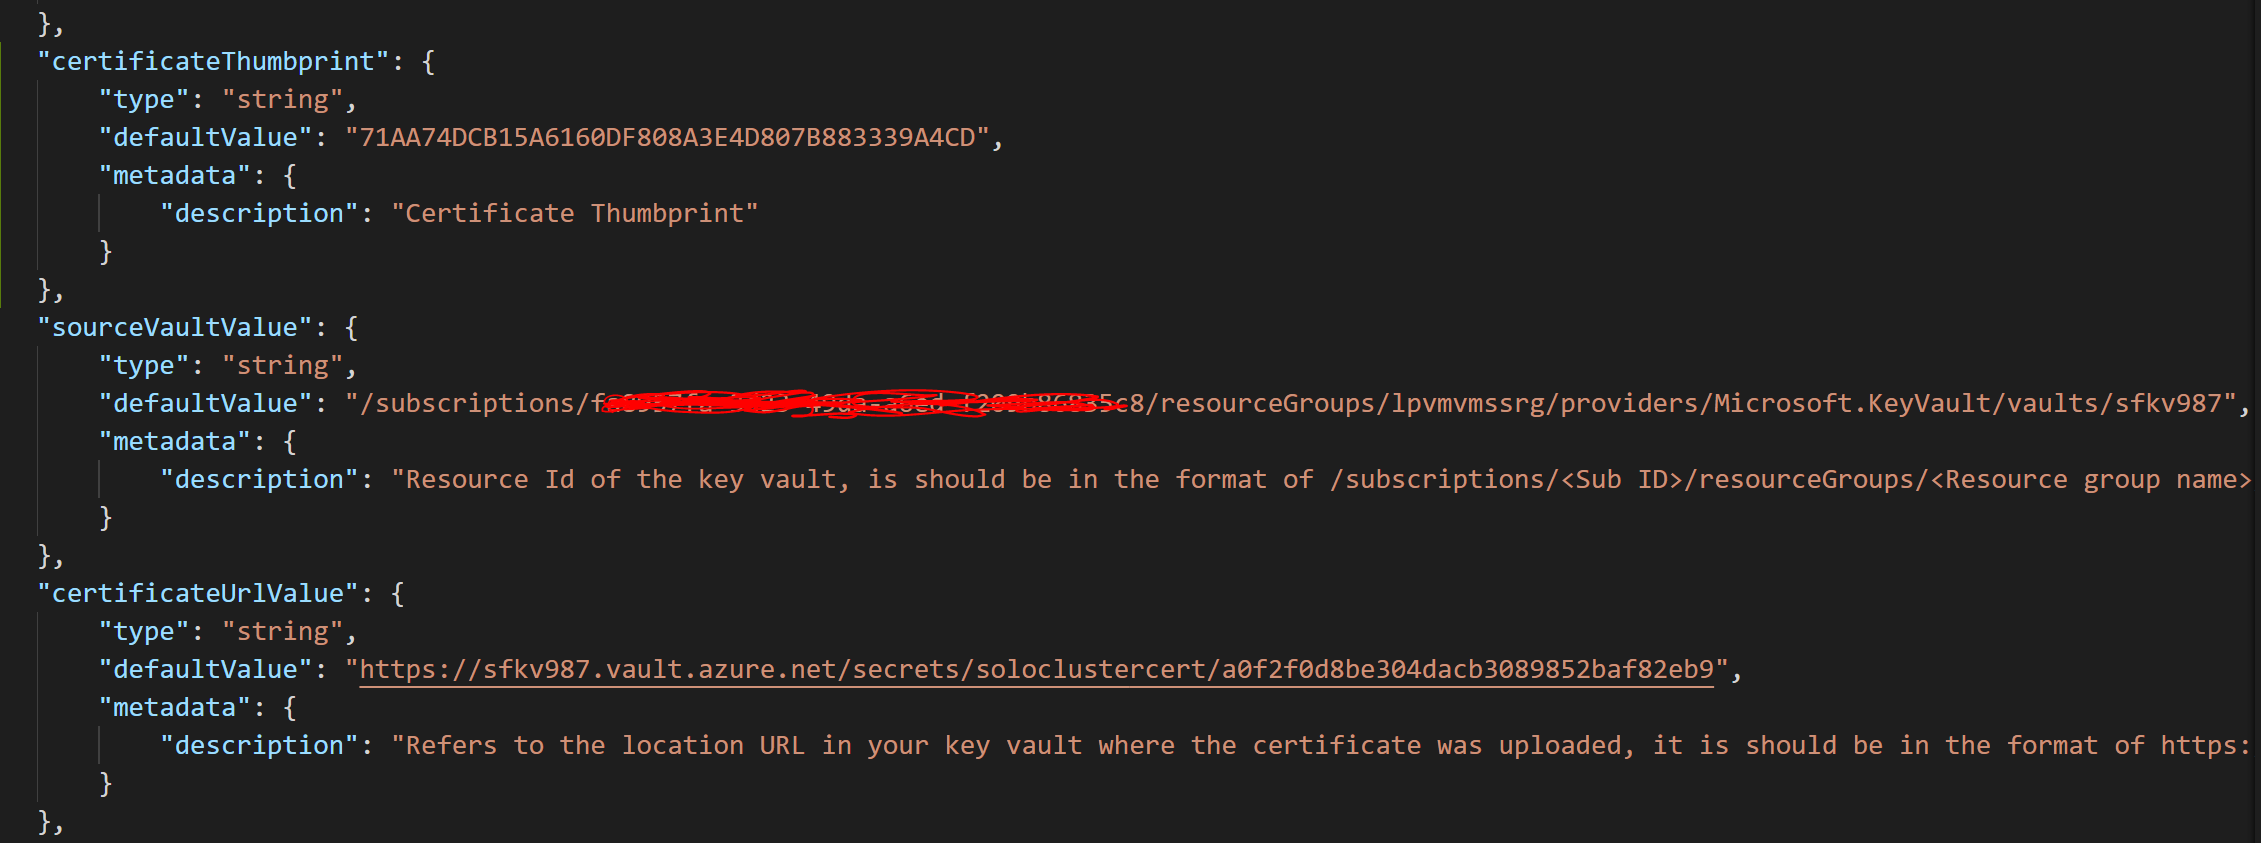 },
"certificateThumbprint": {
"type": "string",
"defaultValue": "71AA74DCB15A6160DF808A3E4D807B883339A4CD",
"metadata": {
"description": "Certificate Thumbprint"
}
},
"sourceVaultValue": {
"type": "string",
"defaultValue": "/subscriptions/ c8/resourceGroups/lpvmvmssrg/providers/Microsoft.KeyVault/vaults/sfkv987",
"metadata": {
"description": "Resource Id of the key vault, is should be in the format of /subscriptions/<Sub ID>/resourceGroups/<Resource group name>
}
},
"certificateUrlValue": {
"type": "string",
"defaultValue": "https://sfkv987.vault.azure.net/secrets/soloclustercert/a0f2f0d8be304dacb3089852baf82eb9",
"metadata": {
"description": "Refers to the location URL in your key vault where the certificate was uploaded, it is should be in the format of https:
}
},